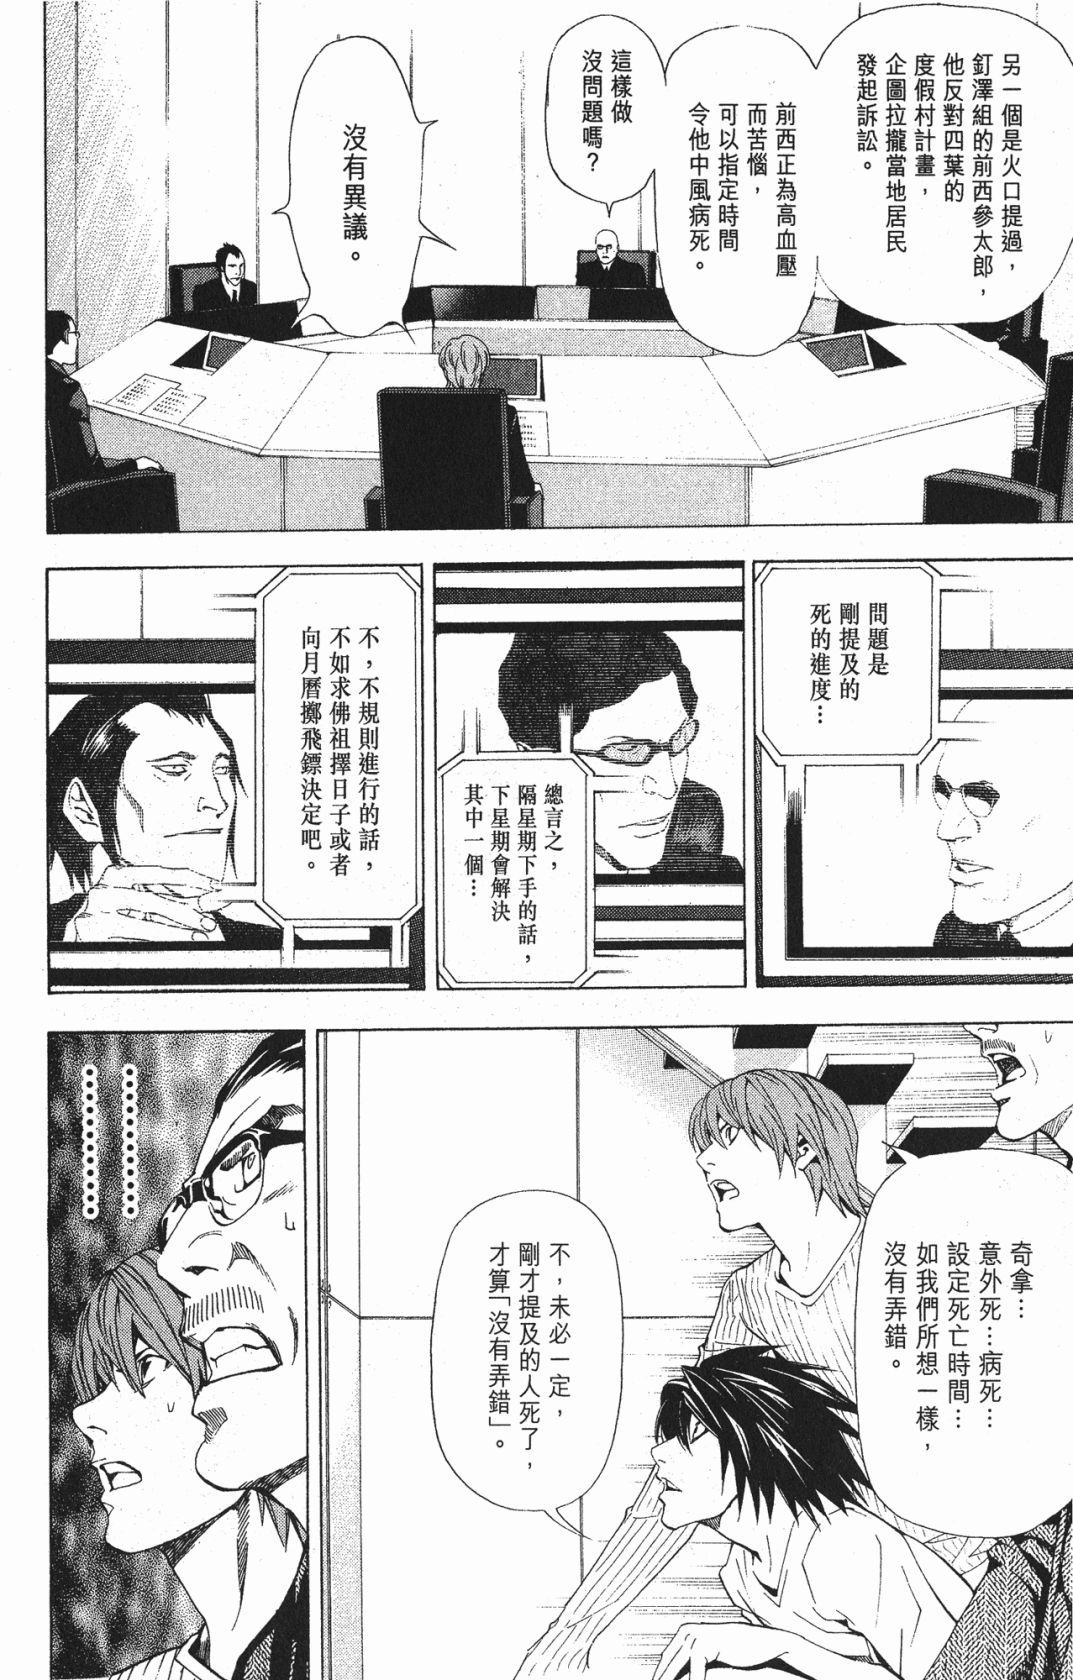 另一個是火口提過，
釘澤組的前西參太郎，
他反對四葉的
度假村計畫，
企圖拉攏當地居民
發起訴訟。
前西正為高血壓
而苦惱，
可以指定時間
令他中風病死。
這樣做
沒問題嗎？
沒有異議。
問題是
剛提及的
死的進度…
總言之，
隔星期下手的話，
下星期會解決
其中一個…
不，不規則進行的話，
不如求佛祖擇日子或者
向月曆擲飛鏢決定吧。
奇拿…
意外死…病死…
設定死亡時間…
如我們所想一樣，
沒有弄錯。
不，未必一定，
剛才提及的人死了，
才算「沒有弄錯」。
………………
………………